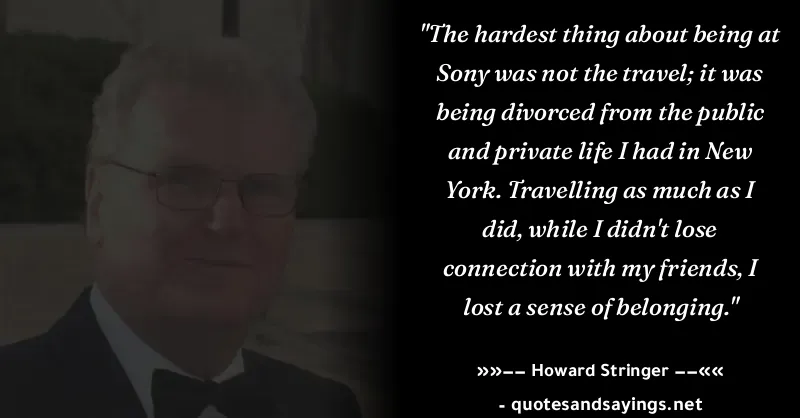 "The hardest thing about being at
Sony was not the travel; it was
being divorced from the public
and private life I had in New
York. Travelling as much as I
did, while I didn't lose
connection with my friends, I
lost a sense of belonging."
»»−− Howard Stringer −−««
- quotesandsayings.net